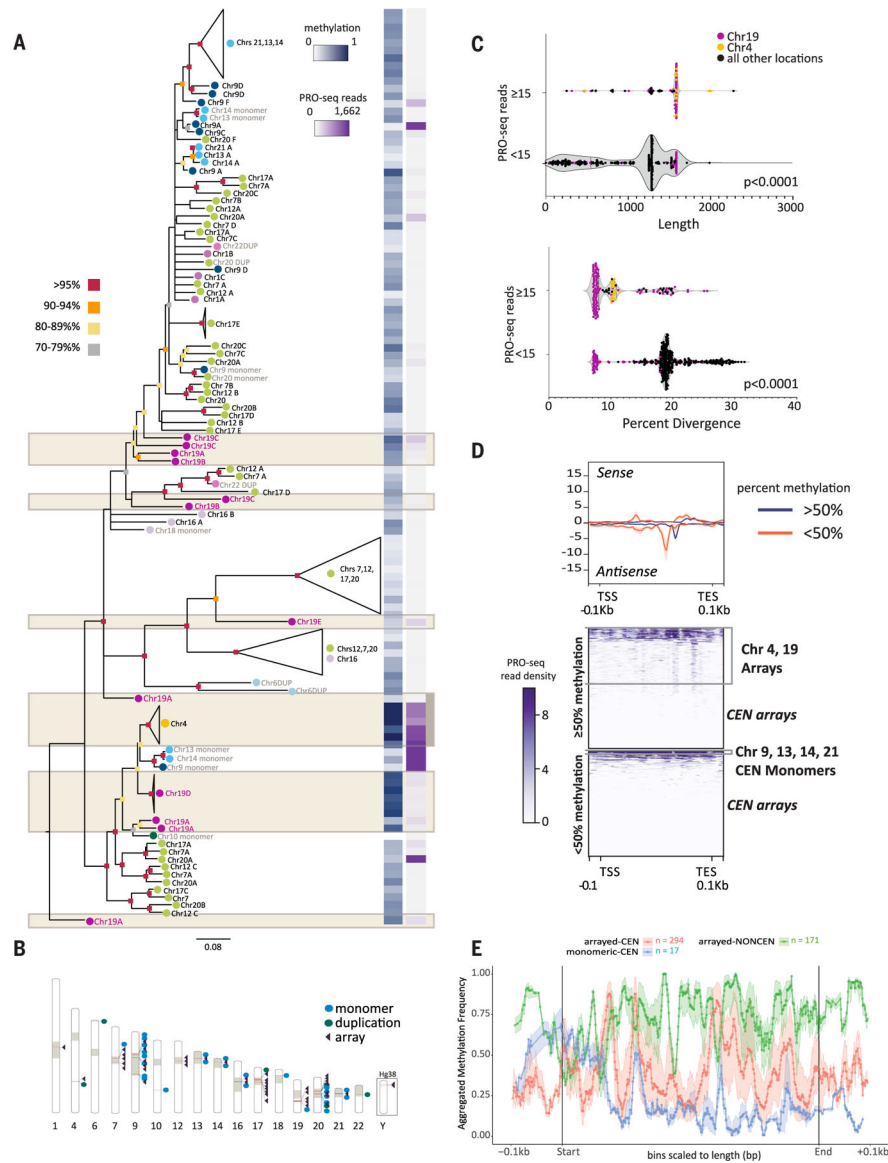 A
methylation
0 1
PRO-seq reads
0 1,662
Chrs 21,13,14
Chr9D
Chr9D
Chr9 F
Chr14 monomer
Chr13 monomer
Chr9A
Chr9C
Chr20 F
Chr21 A
Chr13 A
Chr14 A
Chr9 A
Chr17A
Chr7A
Chr20C
Chr7B
Chr12A
Chr20A
Chr7 D
Chr17A
Chr7C
Chr22DUP
Chr1B
Chr20 DUP
Chr9 D
Chr1C
Chr7 A
Chr12 A
Chr1A
>95%
90-94%
80-89%%
70-79%%
Chr17E
Chr20C
Chr7C
Chr20A
Chr9 monomer
Chr20 monomer
Chr 7B
Chr12 B
Chr20
Chr20B
Chr17D
Chr12 B
Chr17 E
Chr19C
Chr19C
Chr19A
Chr19B
Chr12 A
Chr7 A
Chr22 DUP
Chr17 D
Chr19C
Chr19B
Chr16 B
Chr16 A
Chr18 monomer
Chrs 7,12,
17,20
Chr19E
Chrs12,7,20
Chr16
Chr6DUP
Chr6DUP
Chr19A
Chr4
Chr13 monomer
Chr14 monomer
Chr9 monomer
Chr19D
Chr19A
Chr19A
Chr10 monomer
Chr17A
Chr7A
Chr20A
Chr12 C
Chr7A
Chr20A
Chr17C
Chr7
Chr20B
Chr12 C
Chr19A
0.08
B
monomer
duplication
array
Hg38
1 4 6 7 9 10 12 13 14 16 17 18 19 20 21 22 Y
C
Chr19
Chr4
all other locations
PRO-seq reads
≥15
<15
p<0.0001
0 1000 2000 3000
Length
PRO-seq reads
≥15
<15
p<0.0001
0 10 20 30 40
Percent Divergence
D
Sense
15
10
5
0
-5
-10
-15
Antisense
TSS TES
-0.1Kb 0.1Kb
percent methylation
>50%
<50%
PRO-seq
read density
8
4
0
≥50% methylation
<50% methylation
Chr 4, 19
Arrays
CEN arrays
Chr 9, 13, 14, 21
CEN Monomers
CEN arrays
TSS TES
-0.1 0.1Kb
E
arrayed-CEN n = 294 arrayed-NONCEN n = 171
monomeric-CEN n = 17
Aggregated Methylation Frequency
1.00
0.75
0.50
0.25
0.00
-0.1kb Start bins scaled to length (bp) End +0.1kb